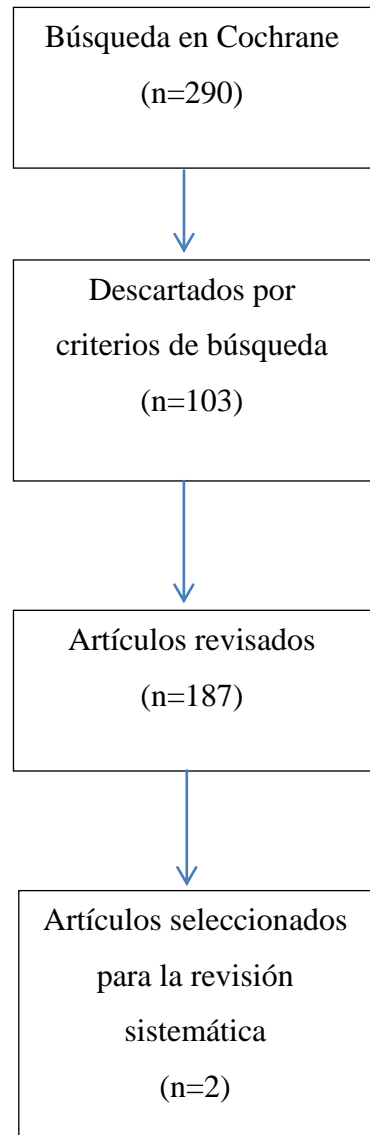 Búsqueda en Cochrane
(n=290)
Descartados por
criterios de búsqueda
(n=103)
Artículos revisados
(n=187)
Artículos seleccionados
para la revisión
sistemática
(n=2)